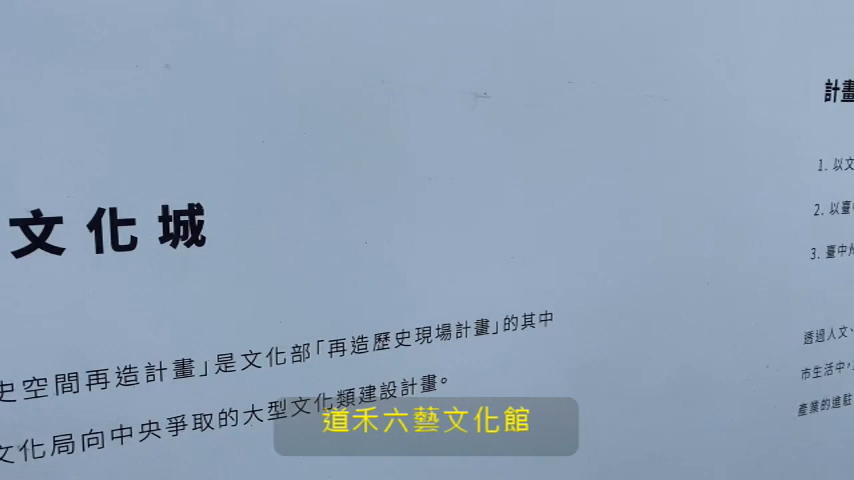 文化城
史空間再造計畫」是文化部「再造歷史現場計畫」的其中
文化局向中央爭取的大型文化類建設計畫。
計畫
1. 以文
2. 以臺
3. 臺中
透過人文、
市生活中,
產業的進駐
道禾六藝文化館